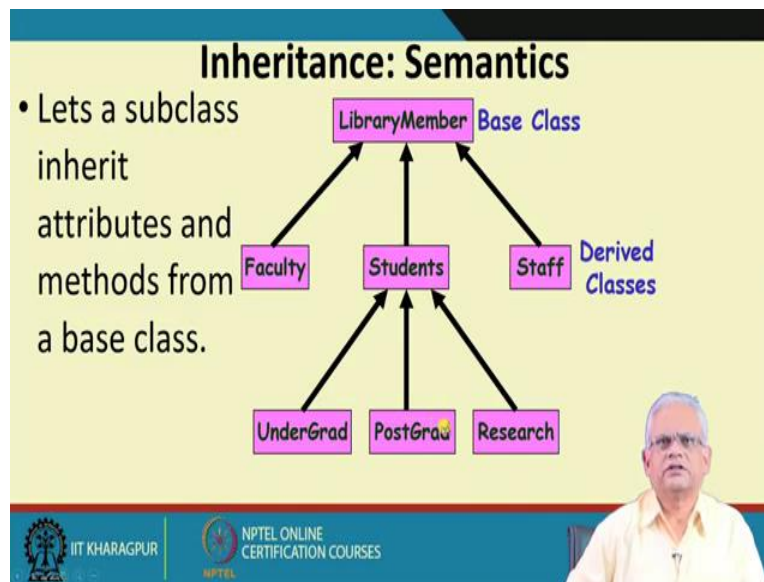 Inheritance: Semantics
• Lets a subclass
inherit
attributes and
methods from
a base class.
LibraryMember Base Class
Faculty Students Staff Derived
Classes
UnderGrad PostGrad Research
IIT KHARAGPUR
NPTEL ONLINE
CERTIFICATION COURSES
NPTEL